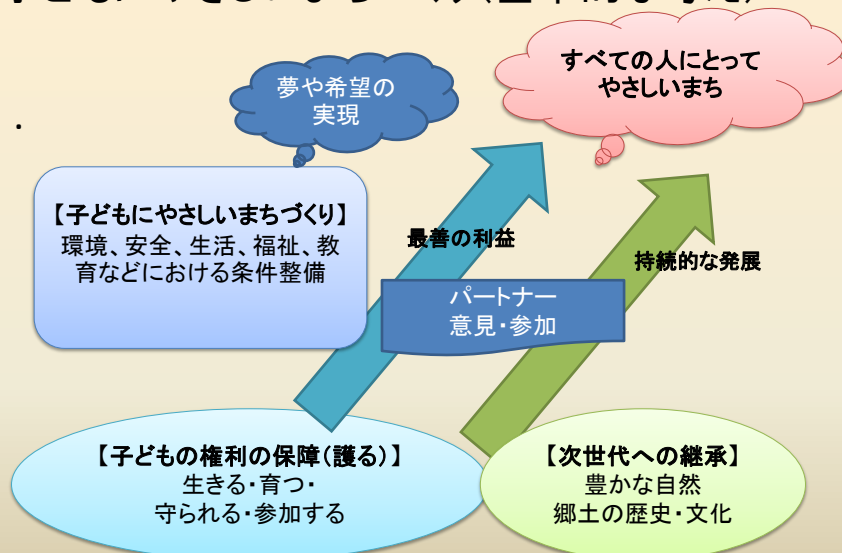 夢や希望の
実現
すべての人にとって
やさしいまち
.
【子どもにやさしいまちづくり】
環境、安全、生活、福祉、教
育などにおける条件整備
最善の利益
持続的な発展
パートナー
意見・参加
【子どもの権利の保障(護る)】
生きる・育つ・
守られる・参加する
【次世代への継承】
豊かな自然
郷土の歴史・文化